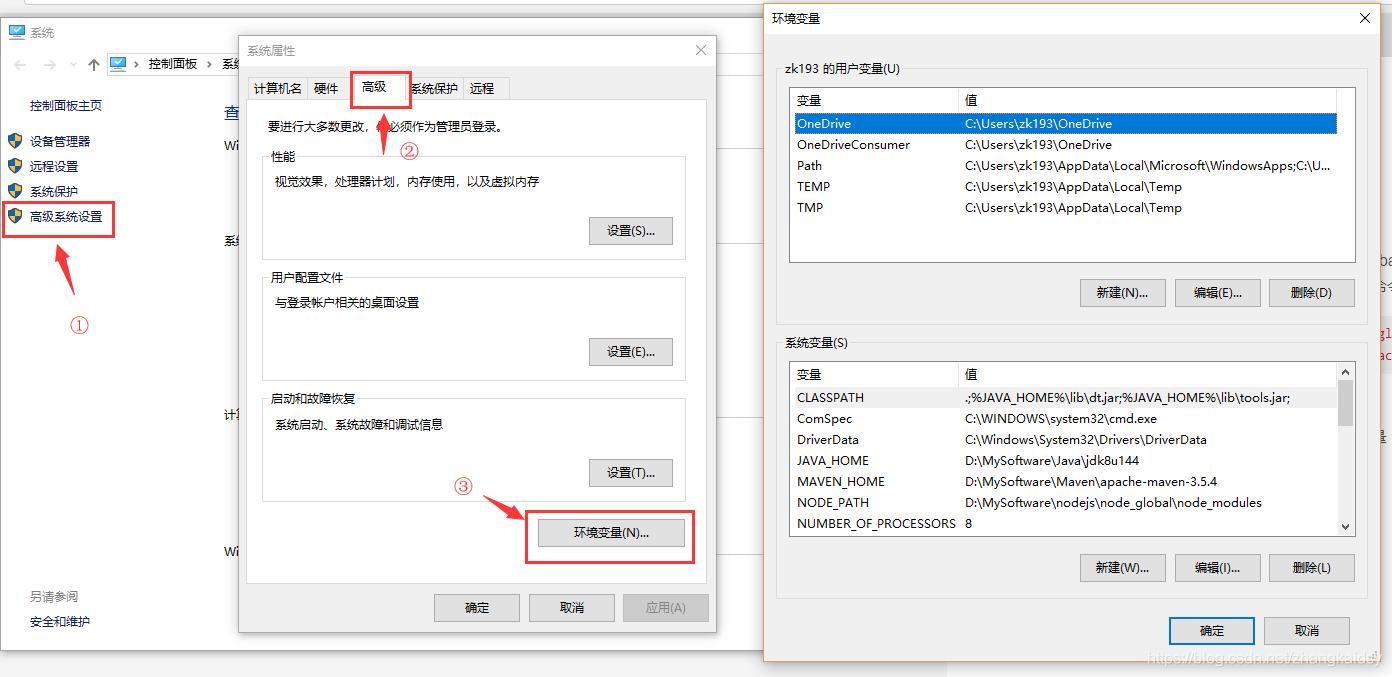 系统
控制面板
系统
控制面板主页
设备管理器
远程设置
系统保护
高级系统设置
①
查
Wi
系统
计算
Wi
另请参阅
安全和维护
系统属性
计算机名 硬件 高级 系统保护 远程
要进行大多数更改，你必须作为管理员登录。
②
性能
视觉效果，处理器计划，内存使用，以及虚拟内存
设置(S)...
用户配置文件
与登录帐户相关的桌面设置
设置(E)...
启动和故障恢复
系统启动、系统故障和调试信息
设置(T)...
③
环境变量(N)...
确定 取消 应用(A)
环境变量
zk193 的用户变量(U)
变量 值
OneDrive C:\Users\zk193\OneDrive
OneDriveConsumer C:\Users\zk193\OneDrive
Path C:\Users\zk193\AppData\Local\Microsoft\WindowsApps;C:\U...
TEMP C:\Users\zk193\AppData\Local\Temp
TMP C:\Users\zk193\AppData\Local\Temp
新建(N)... 编辑(E)... 删除(D)
系统变量(S)
变量 值
CLASSPATH .;%JAVA_HOME%\lib\dt.jar;%JAVA_HOME%\lib\tools.jar;
ComSpec C:\WINDOWS\system32\cmd.exe
DriverData C:\Windows\System32\Drivers\DriverData
JAVA_HOME D:\MySoftware\Java\jdk8u144
MAVEN_HOME D:\MySoftware\Maven\apache-maven-3.5.4
NODE_PATH D:\MySoftware\nodejs\node_global\node_modules
NUMBER_OF_PROCESSORS 8
新建(W)... 编辑(I)... 删除(L)
确定 取消
https://blog.csdn.net/zhangkaidsy